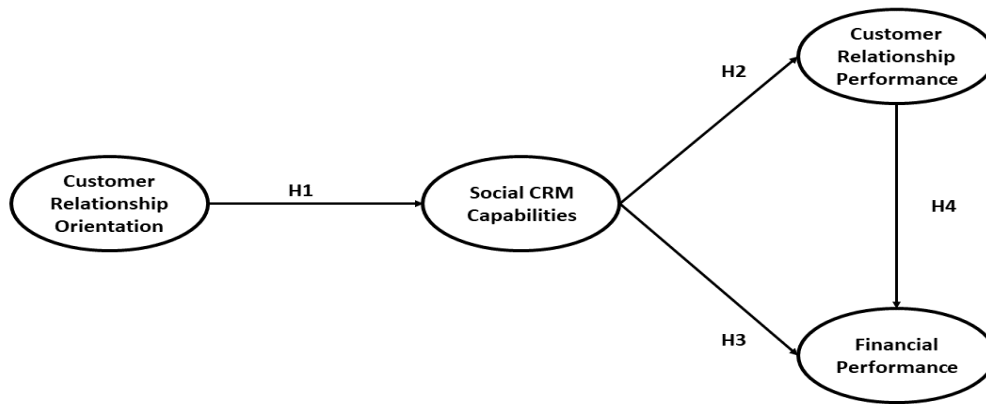 Customer
Relationship
Orientation
H1
Social CRM
Capabilities
H2
Customer
Relationship
Performance
H3
H4
Financial
Performance